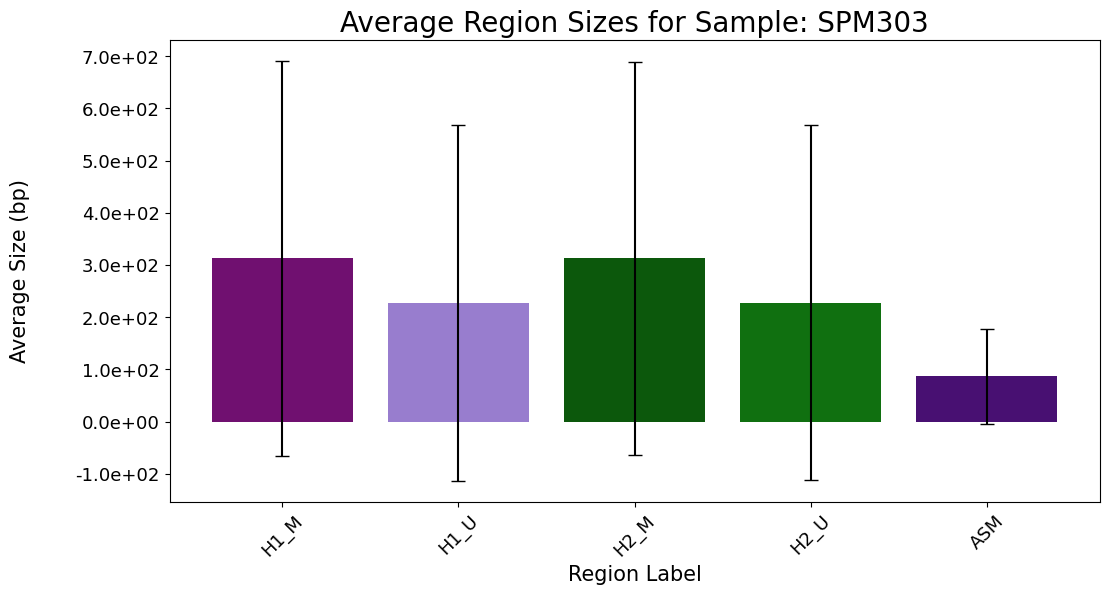 Average Region Sizes for Sample: SPM303
Average Size (bp)
7.0e+02
6.0e+02
5.0e+02
4.0e+02
3.0e+02
2.0e+02
1.0e+02
0.0e+00
-1.0e+02
H1_M
H1_U
H2_M
H2_U
ASM
Region Label